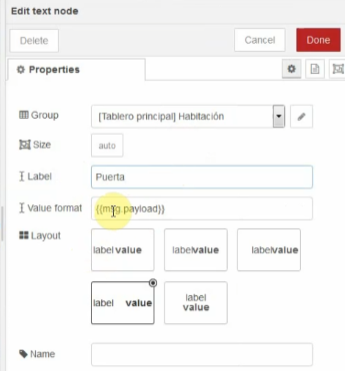 Edit text node
Delete
Cancel
Done
Properties
Group
[Tablero principal] Habitación
Size
auto
Label
Puerta
Value format
{{msg.payload}}
Layout
label value
label value
label value
label value
label
value
Name